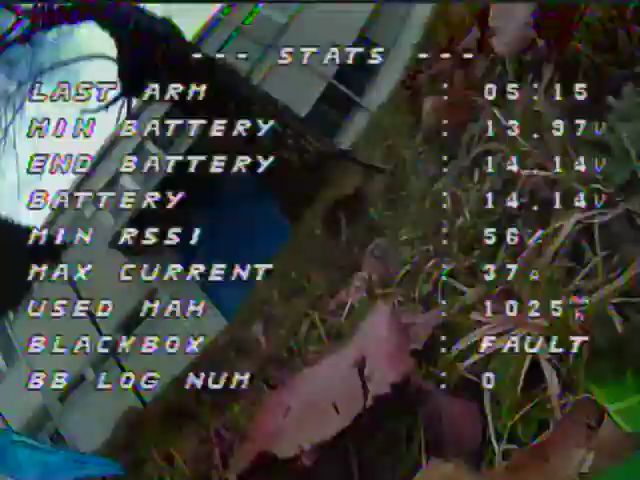 --- STATS ---
LAST ARM : 05:15
MIN BATTERY : 13.97V
END BATTERY : 14.14V
BATTERY : 14.14V
MIN RSSI : 56%
MAX CURRENT : 37A
USED MAH : 1025mAh
BLACKBOX : FAULT
BB LOG NUM : 0